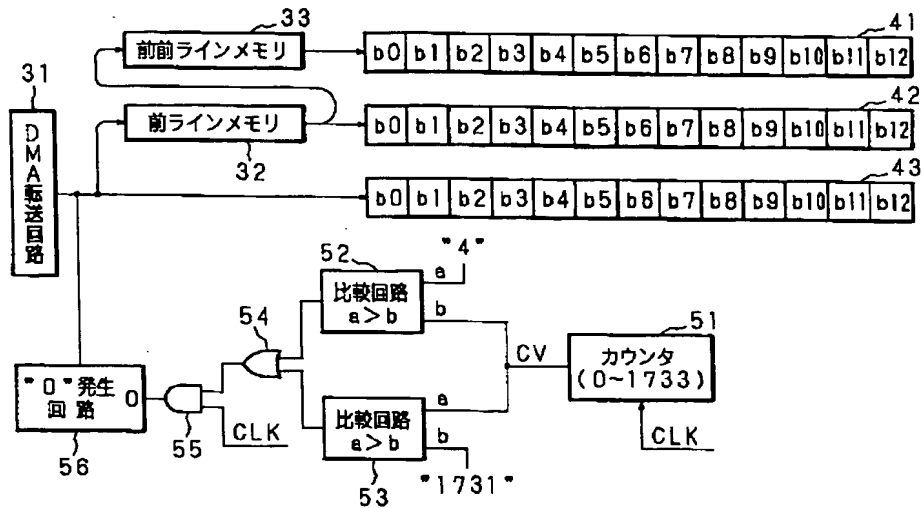 33
前前ラインメモリ
41
b0 b1 b2 b3 b4 b5 b6 b7 b8 b9 b10 b11 b12
31
DMA転送回路
前ラインメモリ
32
42
b0 b1 b2 b3 b4 b5 b6 b7 b8 b9 b10 b11 b12
43
b0 b1 b2 b3 b4 b5 b6 b7 b8 b9 b10 b11 b12
"4"
52
比較回路
a>b
a
b
54
51
カウンタ
(0~1733)
CV
CLK
"0"発生
回路
0
56
55
CLK
比較回路
a>b
a
b
53
"1731"